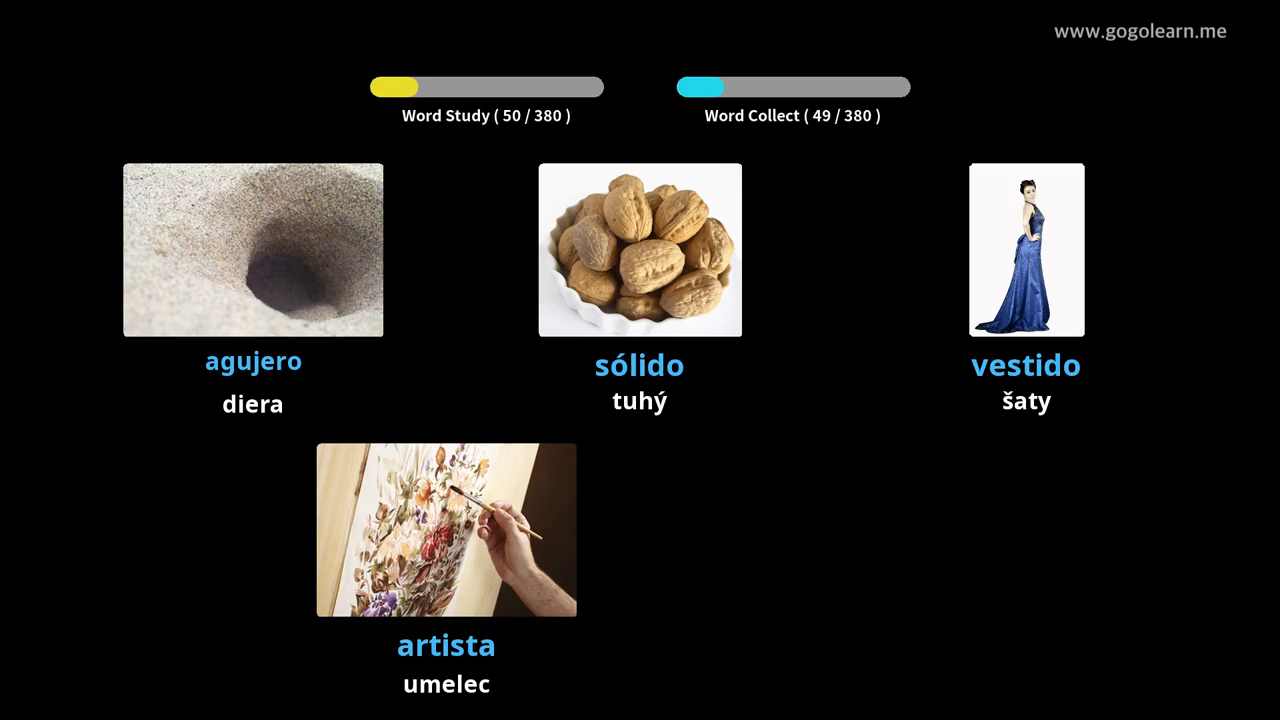 www.gogolearn.me
Word Study ( 50 / 380 )
Word Collect ( 49 / 380 )
agujero
diera
sólido
tuhý
vestido
šaty
artista
umelec